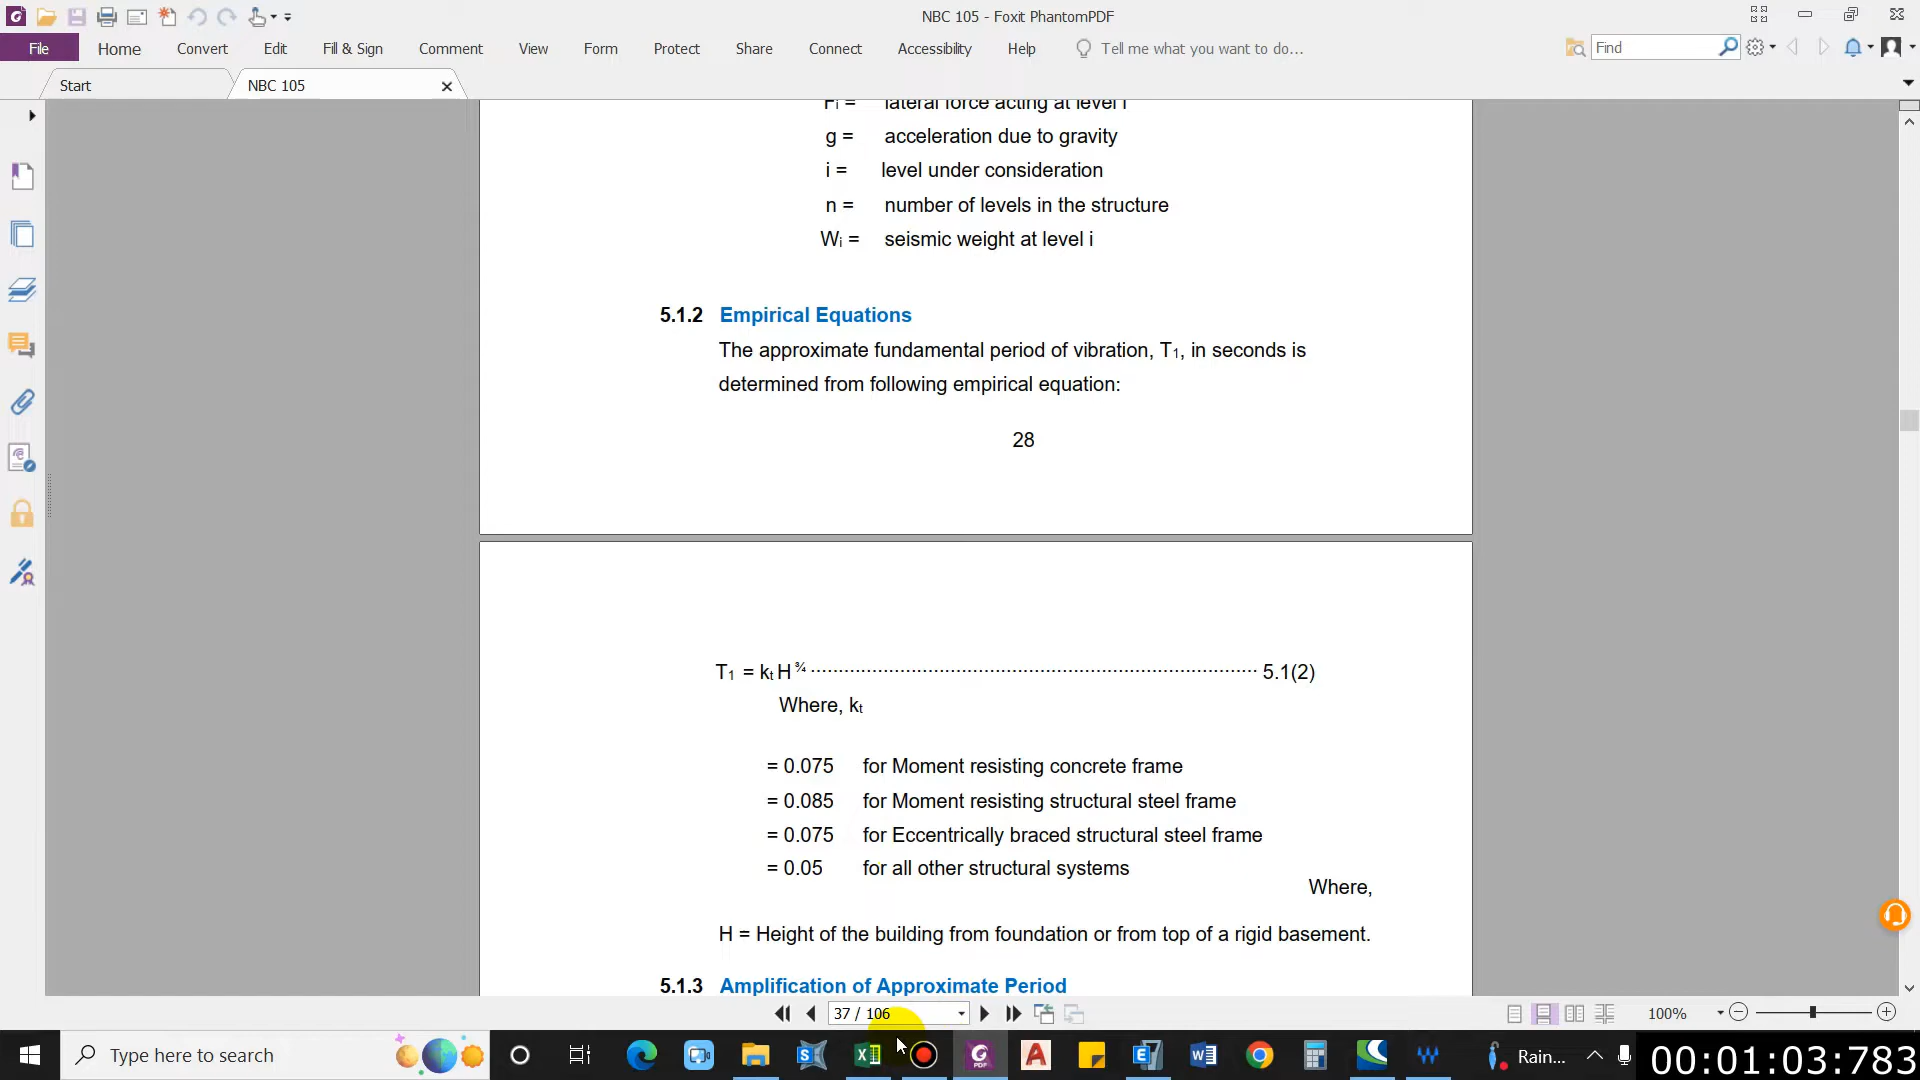 NBC 105 - Foxit PhantomPDF
File Home Convert Edit Fill & Sign Comment View Form Protect Share Connect Accessibility Help Tell me what you want to do... Find
Start NBC 105
Fi = lateral force acting at level i
g = acceleration due to gravity
i = level under consideration
n = number of levels in the structure
Wi = seismic weight at level i
5.1.2 Empirical Equations
The approximate fundamental period of vibration, T1, in seconds is
determined from following empirical equation:
28
T1 = kt H ¾ 5.1(2)
Where, kt
= 0.075 for Moment resisting concrete frame
= 0.085 for Moment resisting structural steel frame
= 0.075 for Eccentrically braced structural steel frame
= 0.05 for all other structural systems
Where,
H = Height of the building from foundation or from top of a rigid basement.
5.1.3 Amplification of Approximate Period
37 / 106 100%
Type here to search Rain... 00:01:03:783